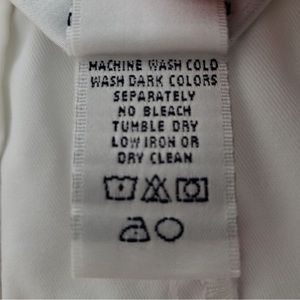 MACHINE WASH COLD
WASH DARK COLORS
SEPARATELY
NO BLEACH
TUMBLE DRY
LOW IRON OR
DRY CLEAN